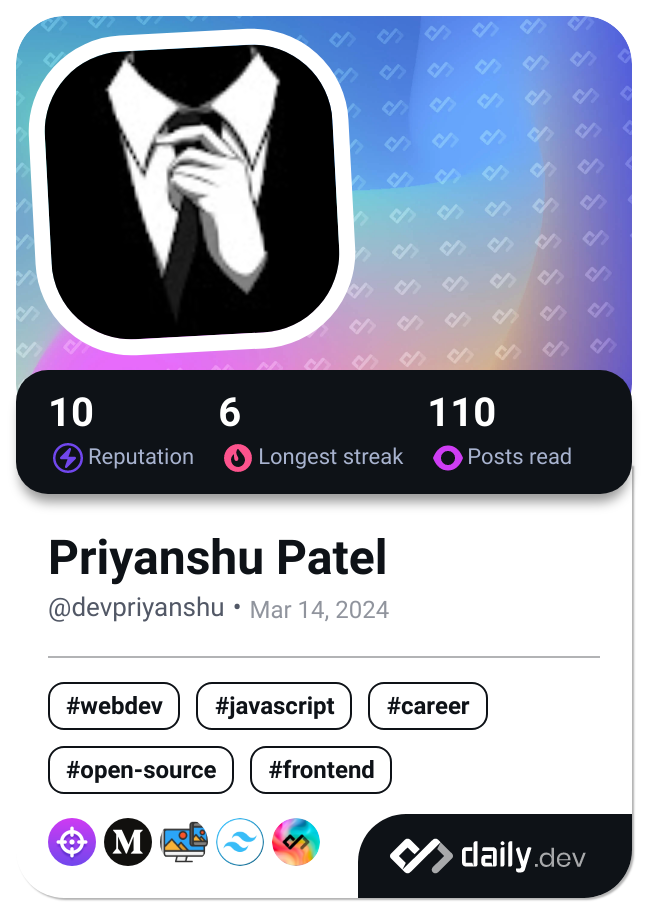 10 6 110
Reputation Longest streak Posts read
Priyanshu Patel
@devpriyanshu • Mar 14, 2024
#webdev #javascript #career
#open-source #frontend
M
daily.dev